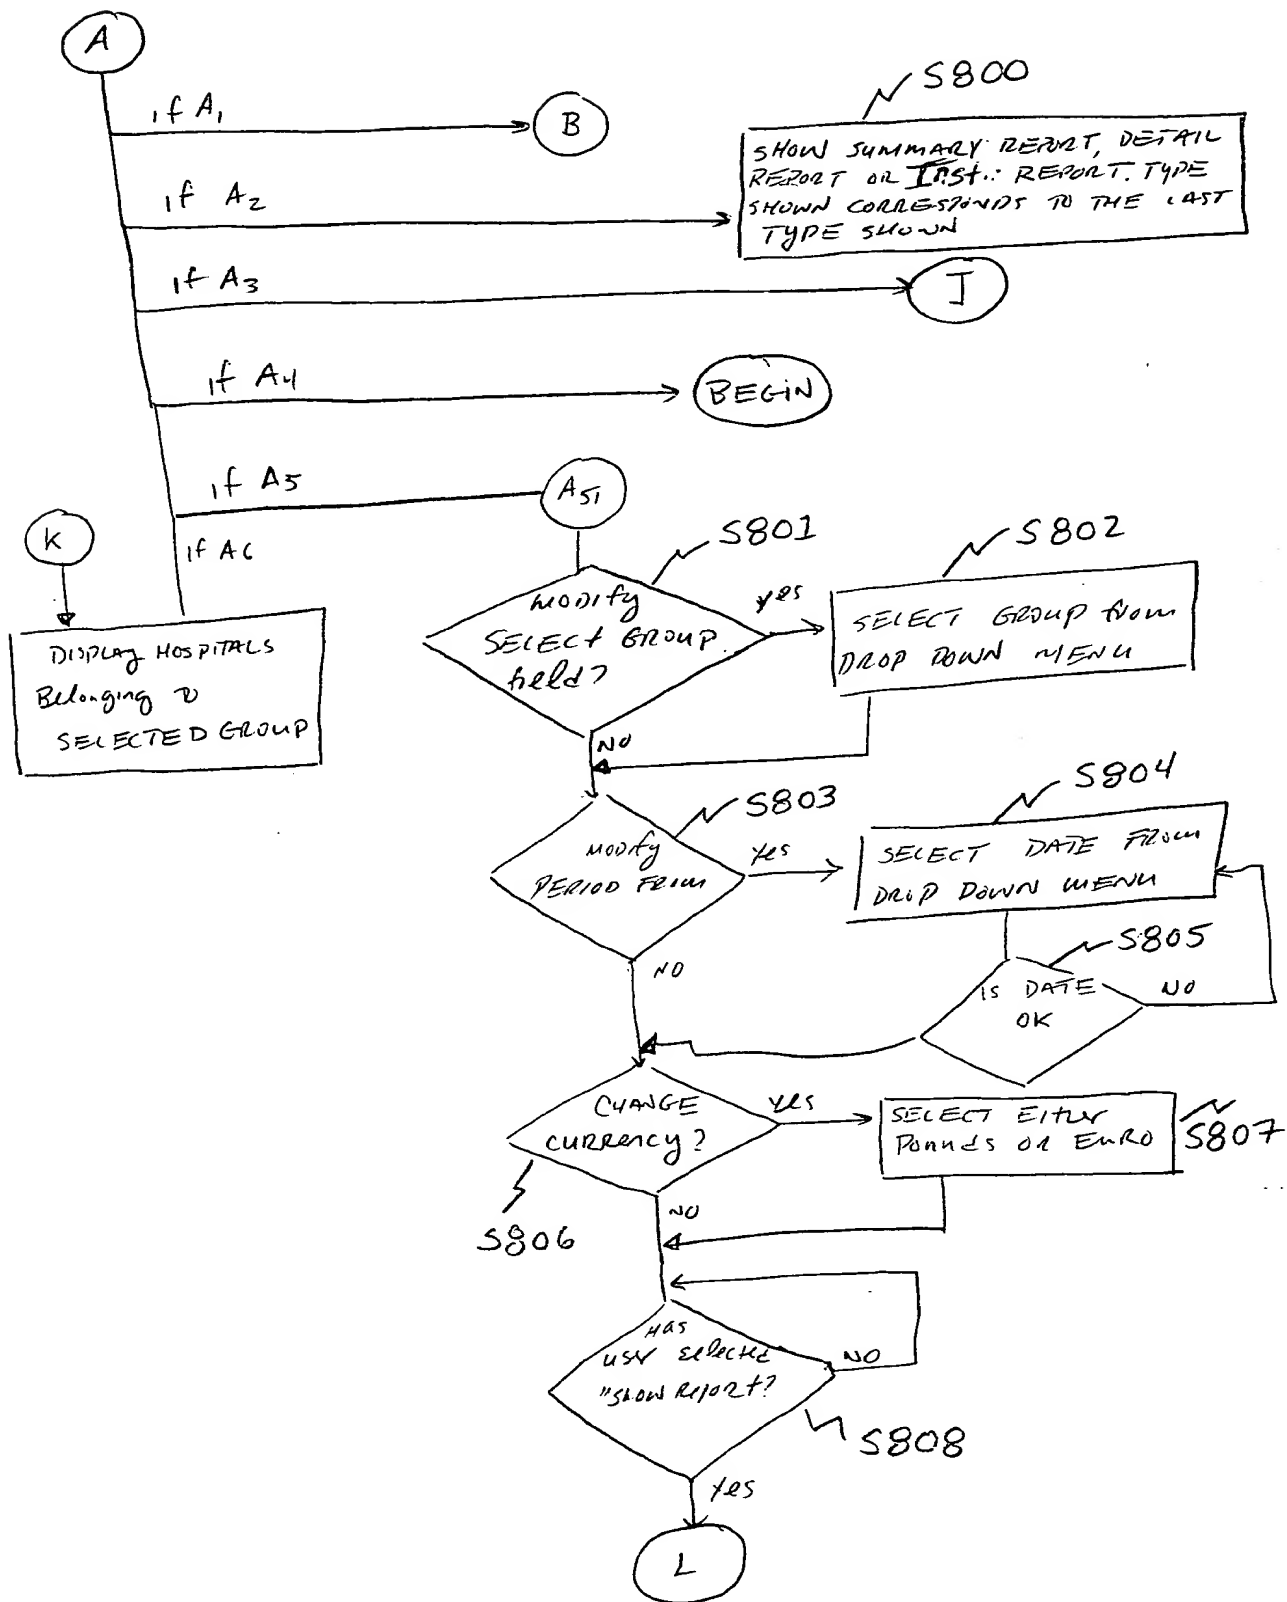 A
if A1
B
S800
SHOW SUMMARY REPORT, DETAIL
REPORT OR Inst.: REPORT. TYPE
SHOWN CORRESPONDS TO THE LAST
TYPE SHOWN
if A2
if A3
J
if A4
BEGIN
if A5
A51
K
if A6
DISPLAY HOSPITALS
Belonging to
SELECTED GROUP
S801
MODIFY
SELECT GROUP
field?
yes
S802
SELECT GROUP from
DROP DOWN MENU
NO
S803
MODIFY
PERIOD FROM
yes
S804
SELECT DATE FROM
DROP DOWN MENU
S805
IS DATE
OK
NO
NO
CHANGE
CURRENCY?
yes
SELECT EITHER
Pounds OR EURO
S807
S806
NO
HAS
user selected
"SHOW REPORT?
NO
S808
yes
L